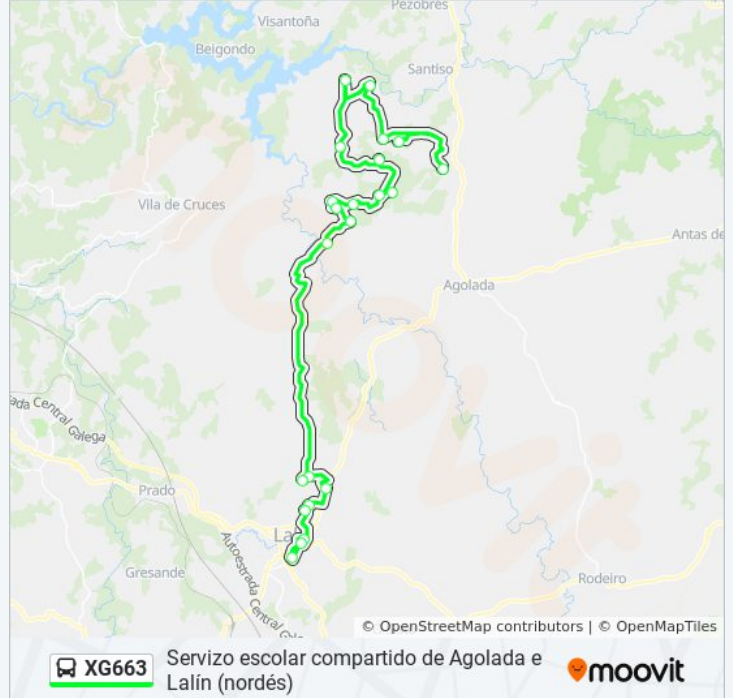 Pezobres
Visantoña
Beigondo
Santiso
Vila de Cruces
Antas de
Agolada
ada Central Galega
Prado
La
Autoestrada Central Gale
Gresande
Rodeiro
© OpenStreetMap contributors | © OpenMapTiles
XG663
Servizo escolar compartido de Agolada e
Lalín (nordés)
moovit